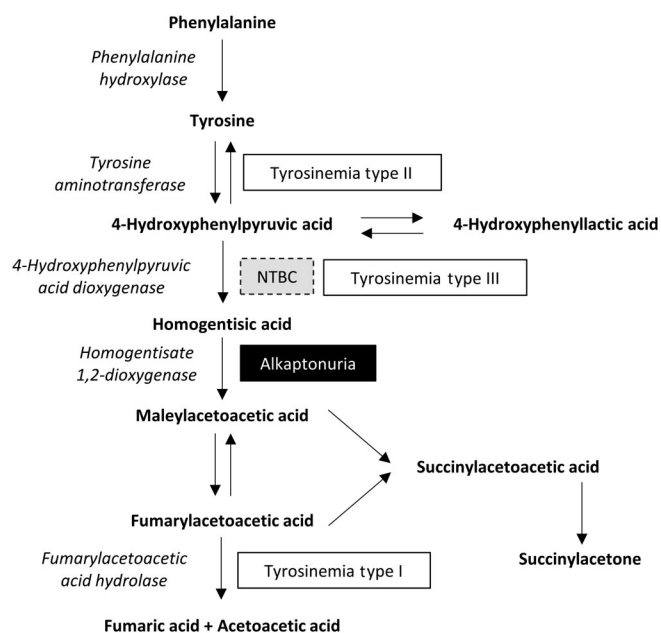 Phenylalanine
Phenylalanine
hydroxylase
Tyrosine
Tyrosine
aminotransferase
Tyrosinemia type II
4-Hydroxyphenylpyruvic acid
4-Hydroxyphenyllactic acid
4-Hydroxyphenylpyruvic
acid dioxygenase
NTBC
Tyrosinemia type III
Homogentisic acid
Homogentisate
1,2-dioxygenase
Alkaptonuria
Maleylacetoacetic acid
Succinylacetoacetic acid
Fumarylacetoacetic acid
Succinylacetone
Fumarylacetoacetic
acid hydrolase
Tyrosinemia type I
Fumaric acid + Acetoacetic acid